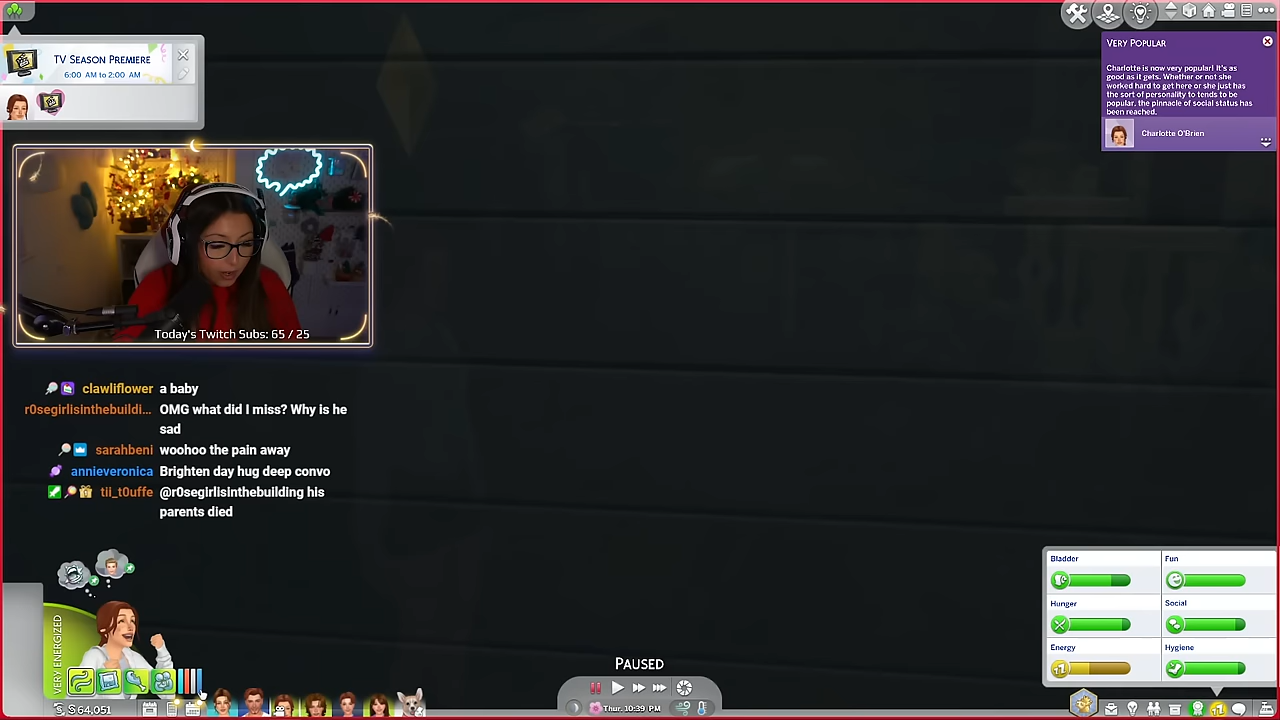 TV SEASON PREMIERE
6:00 AM to 2:00 AM
VERY POPULAR
Charlotte is now very popular! It's as
good as it gets. Whether or not she
worked hard to get here or she just has
the sort of personality to tends to be
popular, the pinnacle of social status has
been reached.
Charlotte O'Brien
Today's Twitch Subs: 65 / 25
clawliflower a baby
r0segirlisinthebuildi... OMG what did I miss? Why is he
sad
sarahbeni woohoo the pain away
annieveronica Brighten day hug deep convo
tii_t0uffe @r0segirlisinthebuilding his
parents died
VERY ENERGIZED
§ 64,051
PAUSED
Thur. 10:39 PM
Bladder
Fun
Hunger
Social
Energy
Hygiene